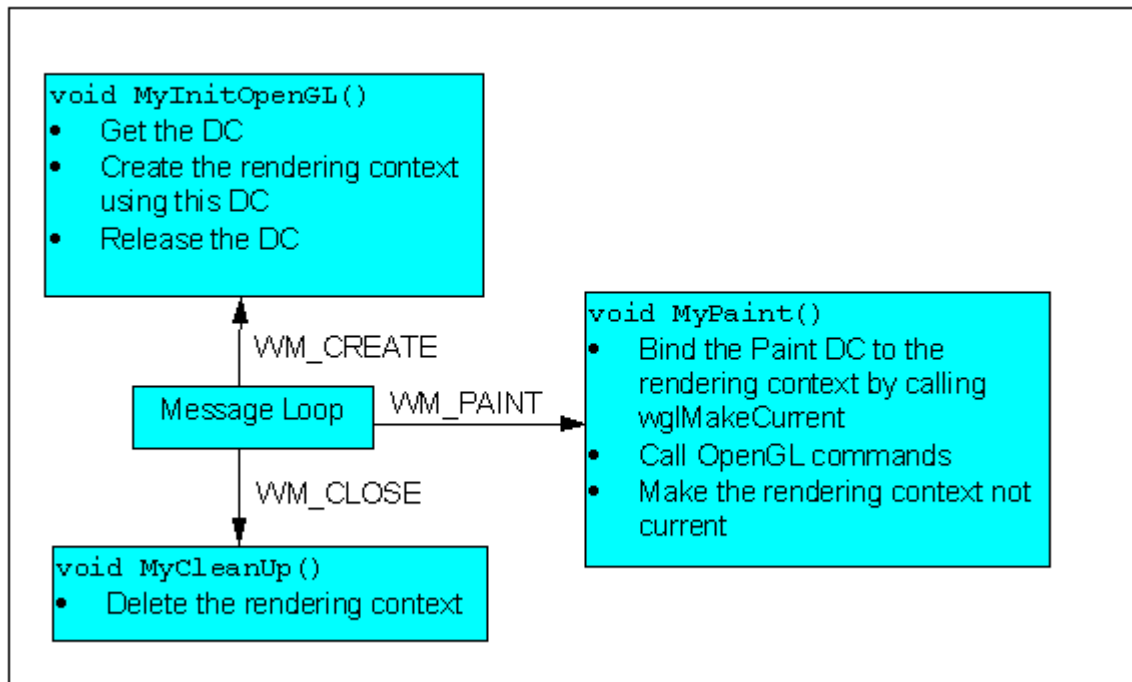 void MyInitOpenGL()
• Get the DC
• Create the rendering context
using this DC
• Release the DC
WM_CREATE
Message Loop
WM_PAINT
void MyPaint()
• Bind the Paint DC to the
rendering context by calling
wglMakeCurrent
• Call OpenGL commands
• Make the rendering context not
current
WM_CLOSE
void MyCleanUp()
• Delete the rendering context